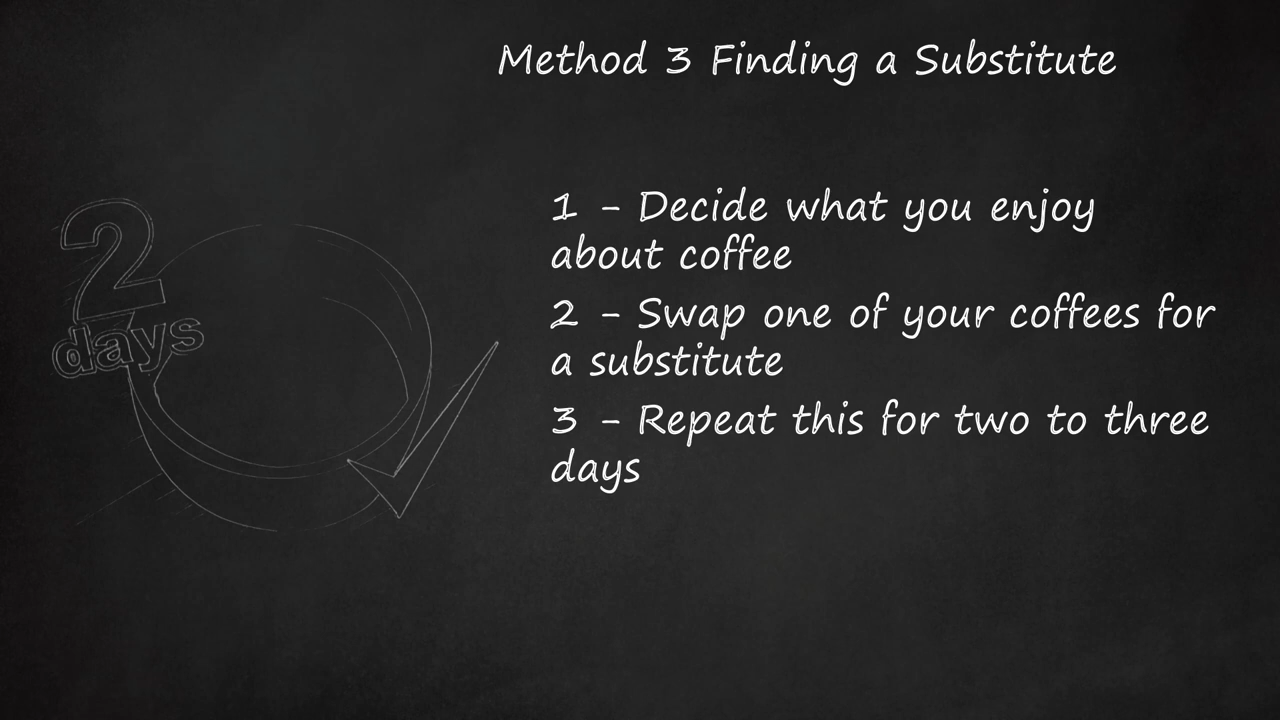 Method 3 Finding a Substitute
2
days
1 - Decide what you enjoy
about coffee
2 - Swap one of your coffees for
a substitute
3 - Repeat this for two to three
days